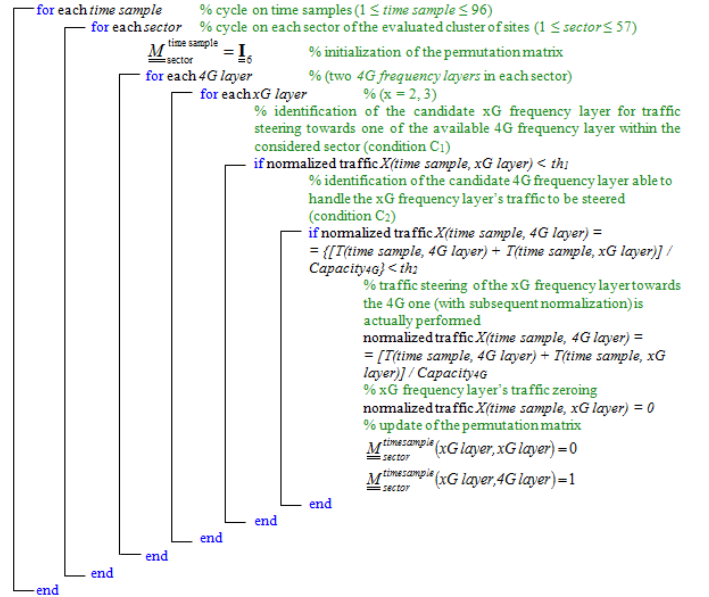 for each time sample % cycle on time samples (1 ≤ time sample ≤ 96)
for each sector % cycle on each sector of the evaluated cluster of sites (1 ≤ sector ≤ 57)
M time sample sector = I6 % initialization of the permutation matrix
for each 4G layer % (two 4G frequency layers in each sector)
for each xG layer % (x = 2, 3)
% identification of the candidate xG frequency layer for traffic
steering towards one of the available 4G frequency layer within the
considered sector (condition C1)
if normalized traffic X(time sample, xG layer) < th1
% identification of the candidate 4G frequency layer able to
handle the xG frequency layer's traffic to be steered
(condition C2)
if normalized traffic X(time sample, 4G layer) =
= {[T(time sample, 4G layer) + T(time sample, xG layer)] /
Capacity4G} < th2
% traffic steering of the xG frequency layer towards
the 4G one (with subsequent normalization) is
actually performed
normalized traffic X(time sample, 4G layer) =
= [T(time sample, 4G layer) + T(time sample, xG
layer)] / Capacity4G
% xG frequency layer's traffic zeroing
normalized traffic X(time sample, xG layer) = 0
% update of the permutation matrix
M timesample sector (xG layer, xG layer) = 0
M timesample sector (xG layer, 4G layer) = 1
end
end
end
end
end
end